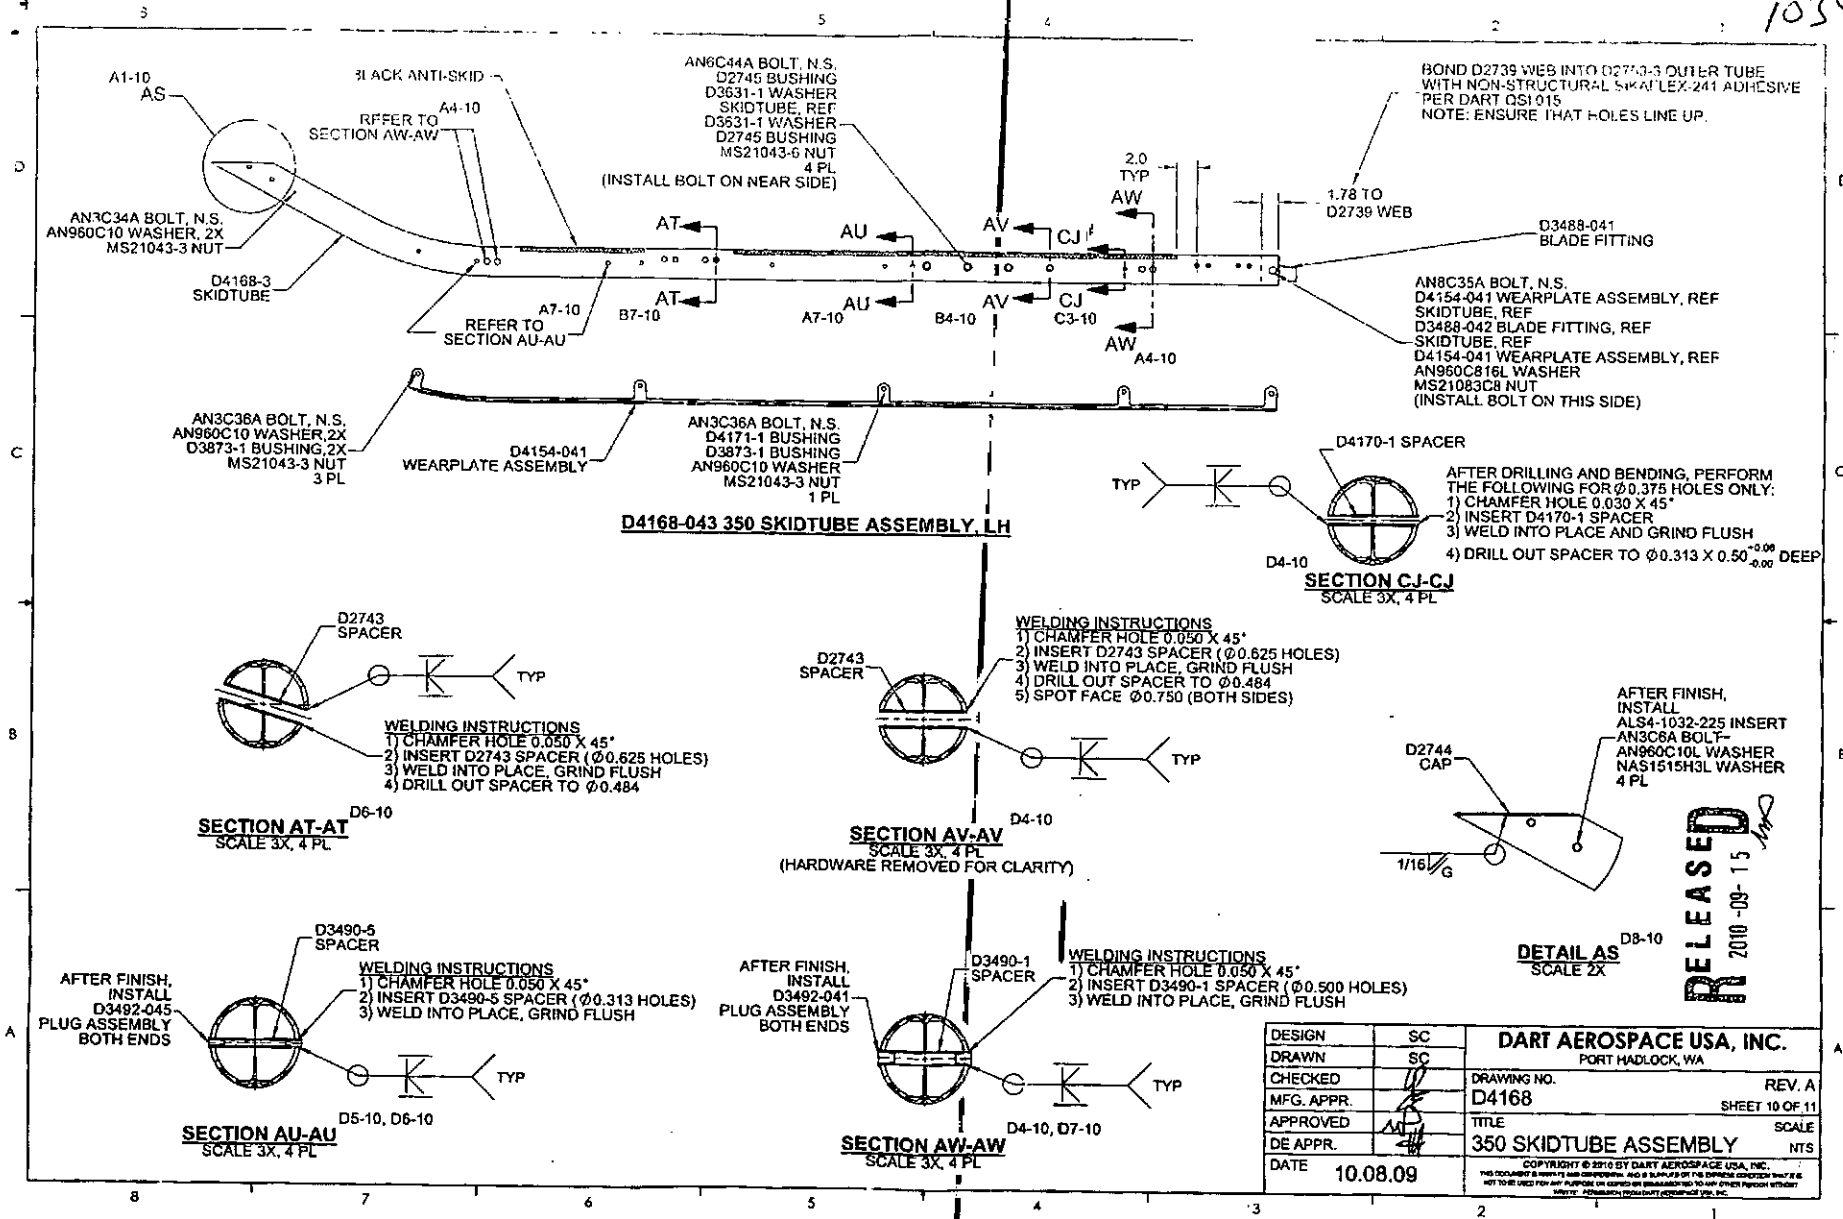 A1-10
AS
BLACK ANTI-SKID
A4-10
REFER TO
SECTION AW-AW
AN6C44A BOLT, N.S.
D2745 BUSHING
D3631-1 WASHER
SKIDTUBE, REF
D3631-1 WASHER
D2745 BUSHING
MS21043-6 NUT
4 PL
(INSTALL BOLT ON NEAR SIDE)
BOND D2739 WEB INTO D2753-3 OUTER TUBE
WITH NON-STRUCTURAL SIKAFLEX-241 ADHESIVE
PER DART QSI 015
NOTE: ENSURE THAT HOLES LINE UP.
2.0
TYP
1.78 TO
D2739 WEB
AN3C34A BOLT, N.S.
AN960C10 WASHER, 2X
MS21043-3 NUT
D4168-3
SKIDTUBE
AT
AU
AV
CJ
AW
D3488-041
BLADE FITTING
AT
AU
AV
CJ
AW
A7-10
B7-10
A7-10
B4-10
C3-10
A4-10
REFER TO
SECTION AU-AU
AN8C35A BOLT, N.S.
D4154-041 WEARPLATE ASSEMBLY, REF
SKIDTUBE, REF
D3488-042 BLADE FITTING, REF
SKIDTUBE, REF
D4154-041 WEARPLATE ASSEMBLY, REF
AN960C816L WASHER
MS21083C8 NUT
(INSTALL BOLT ON THIS SIDE)
AN3C36A BOLT, N.S.
AN960C10 WASHER,2X
D3873-1 BUSHING,2X
MS21043-3 NUT
3 PL
D4154-041
WEARPLATE ASSEMBLY
AN3C36A BOLT, N.S.
D4171-1 BUSHING
D3873-1 BUSHING
AN960C10 WASHER
MS21043-3 NUT
1 PL
D4168-043 350 SKIDTUBE ASSEMBLY, LH
TYP
K
D4170-1 SPACER
AFTER DRILLING AND BENDING, PERFORM
THE FOLLOWING FOR Ø0.375 HOLES ONLY:
1) CHAMFER HOLE 0.030 X 45°
2) INSERT D4170-1 SPACER
3) WELD INTO PLACE AND GRIND FLUSH
4) DRILL OUT SPACER TO Ø0.313 X 0.50 +0.06 -0.00 DEEP
D4-10
SECTION CJ-CJ
SCALE 3X, 4 PL
D2743
SPACER
K
TYP
WELDING INSTRUCTIONS
1) CHAMFER HOLE 0.050 X 45°
2) INSERT D2743 SPACER (Ø0.625 HOLES)
3) WELD INTO PLACE, GRIND FLUSH
4) DRILL OUT SPACER TO Ø0.484
D6-10
SECTION AT-AT
SCALE 3X, 4 PL
D2743
SPACER
WELDING INSTRUCTIONS
1) CHAMFER HOLE 0.050 X 45°
2) INSERT D2743 SPACER (Ø0.625 HOLES)
3) WELD INTO PLACE, GRIND FLUSH
4) DRILL OUT SPACER TO Ø0.484
5) SPOT FACE Ø0.750 (BOTH SIDES)
K
TYP
D4-10
SECTION AV-AV
SCALE 3X, 4 PL
(HARDWARE REMOVED FOR CLARITY)
AFTER FINISH,
INSTALL
ALS4-1032-225 INSERT
AN3C6A BOLT
AN960C10L WASHER
NAS1515H3L WASHER
4 PL
D2744
CAP
1/16
G
D8-10
DETAIL AS
SCALE 2X
RELEASED
2010-09-15
AFTER FINISH,
INSTALL
D3492-045
PLUG ASSEMBLY
BOTH ENDS
D3490-5
SPACER
WELDING INSTRUCTIONS
1) CHAMFER HOLE 0.050 X 45°
2) INSERT D3490-5 SPACER (Ø0.313 HOLES)
3) WELD INTO PLACE, GRIND FLUSH
K
TYP
D5-10, D6-10
SECTION AU-AU
SCALE 3X, 4 PL
AFTER FINISH,
INSTALL
D3492-041
PLUG ASSEMBLY
BOTH ENDS
D3490-1
SPACER
WELDING INSTRUCTIONS
1) CHAMFER HOLE 0.050 X 45°
2) INSERT D3490-1 SPACER (Ø0.500 HOLES)
3) WELD INTO PLACE, GRIND FLUSH
K
TYP
D4-10, D7-10
SECTION AW-AW
SCALE 3X, 4 PL
DESIGN SC
DRAWN SC
CHECKED
MFG. APPR.
APPROVED
DE APPR.
DATE 10.08.09
DART AEROSPACE USA, INC.
PORT HADLOCK, WA
DRAWING NO. REV. A
D4168 SHEET 10 OF 11
TITLE SCALE
350 SKIDTUBE ASSEMBLY NTS
COPYRIGHT © 2010 BY DART AEROSPACE USA, INC.
8 7 6 5 4 3 2 1
D
C
B
A